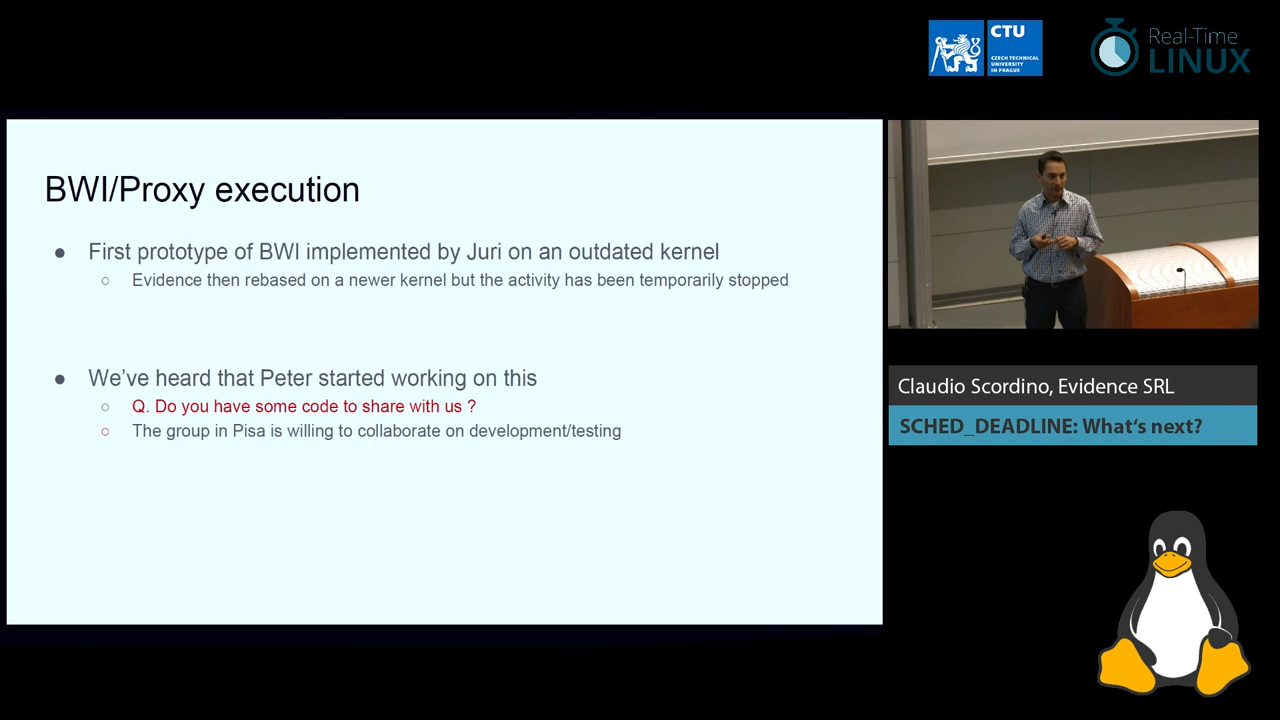 CTU
CZECH TECHNICAL
UNIVERSITY
IN PRAGUE
Real-Time
LINUX
BWI/Proxy execution
● First prototype of BWI implemented by Juri on an outdated kernel
○ Evidence then rebased on a newer kernel but the activity has been temporarily stopped
● We've heard that Peter started working on this
○ Q. Do you have some code to share with us ?
○ The group in Pisa is willing to collaborate on development/testing
Claudio Scordino, Evidence SRL
SCHED_DEADLINE: What's next?